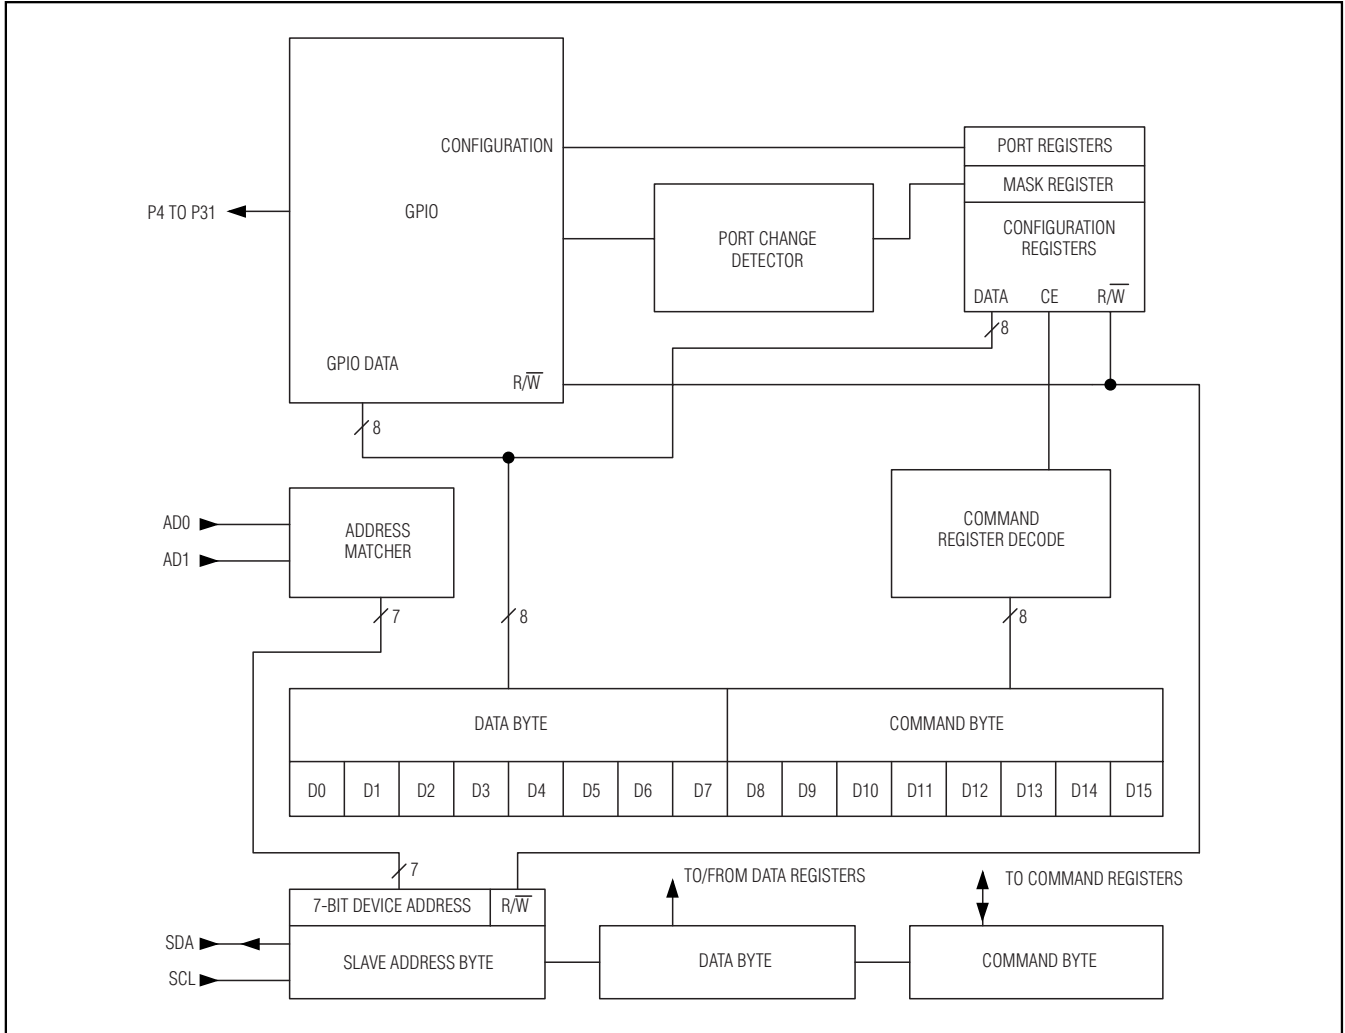 CONFIGURATION
PORT REGISTERS
MASK REGISTER
P4 TO P31
GPIO
PORT CHANGE
DETECTOR
CONFIGURATION
REGISTERS
DATA CE R/W̅
8
GPIO DATA
R/W̅
8
AD0
AD1
ADDRESS
MATCHER
COMMAND
REGISTER DECODE
7
8
8
DATA BYTE COMMAND BYTE
D0 D1 D2 D3 D4 D5 D6 D7 D8 D9 D10 D11 D12 D13 D14 D15
7
TO/FROM DATA REGISTERS
TO COMMAND REGISTERS
7-BIT DEVICE ADDRESS R/W̅
SDA
SCL
SLAVE ADDRESS BYTE
DATA BYTE
COMMAND BYTE